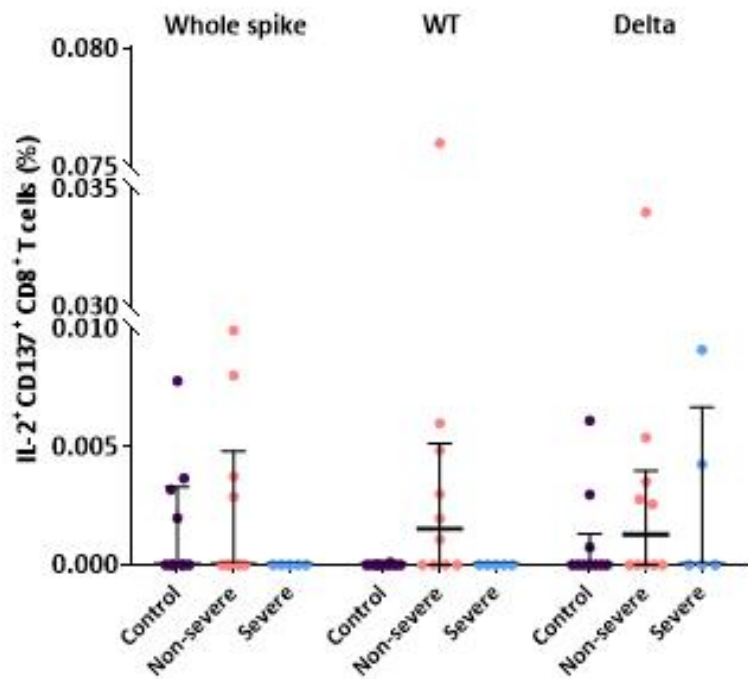 Whole spike WT Delta
0.080
0.075
0.035
0.030
0.010
0.005
0.000
IL-2⁺CD137⁺ CD8⁺ T cells (%)
Control Non-severe Severe Control Non-severe Severe Control Non-severe Severe